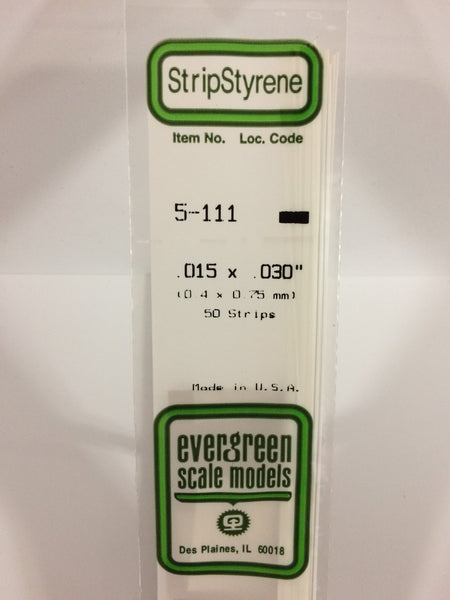 StripStyrene
Item No. Loc. Code
5-111
.015 x .030"
(0.4 x 0.75 mm)
50 Strips
Made in U.S.A.
evergreen
scale models
Des Plaines, IL 60018